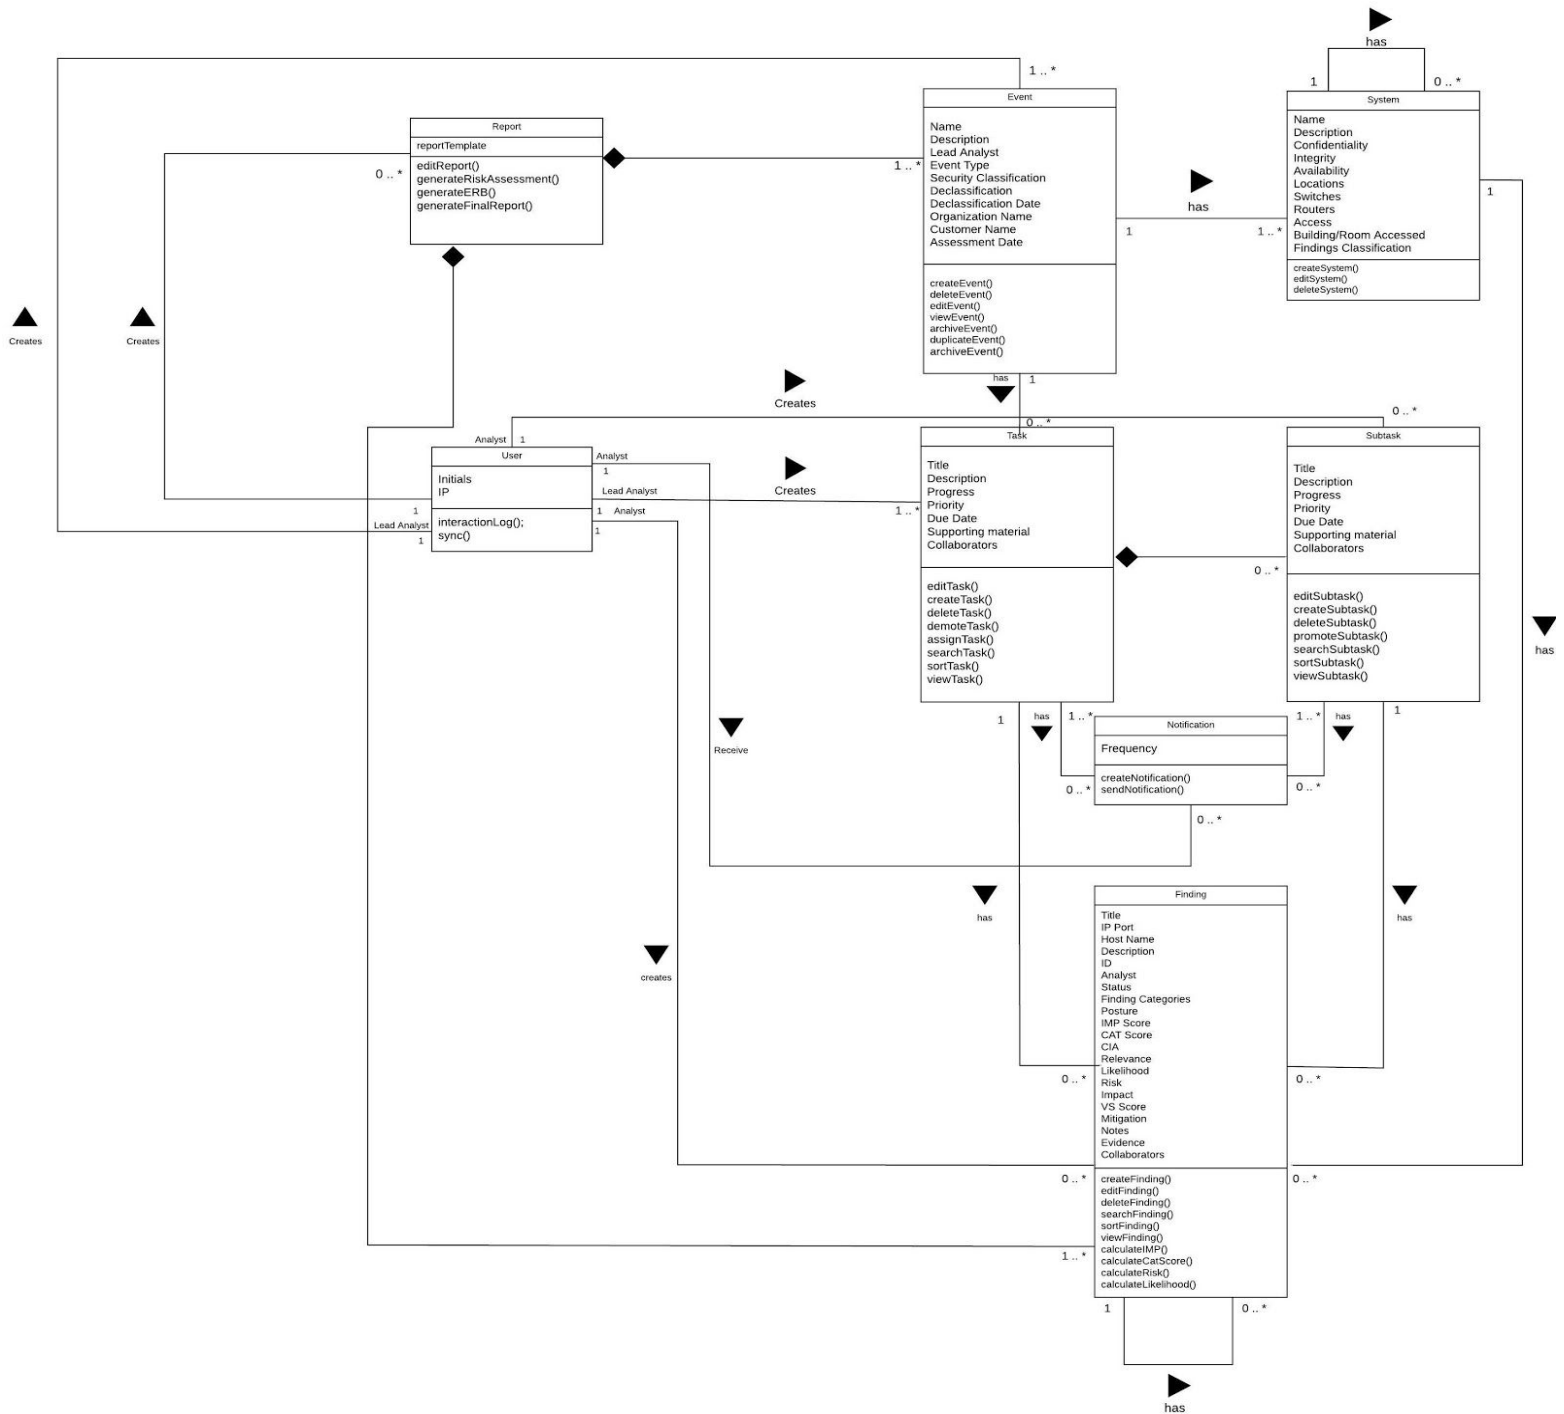 has
1
0 .. *
System
Name
Description
Confidentiality
Integrity
Availability
Locations
Switches
Routers
Access
Building/Room Accessed
Findings Classification
createSystem()
editSystem()
deleteSystem()
1
1 .. *
Event
Name
Description
Lead Analyst
Event Type
Security Classification
Declassification
Declassification Date
Organization Name
Customer Name
Assessment Date
createEvent()
deleteEvent()
editEvent()
viewEvent()
archiveEvent()
duplicateEvent()
archiveEvent()
1 .. *
has
1
1 .. *
Report
reportTemplate
editReport()
generateRiskAssessment()
generateERB()
generateFinalReport()
0 .. *
Creates
Creates
has
1
0 .. *
Creates
0 .. *
Analyst
1
User
Initials
IP
interactionLog();
sync()
1
Lead Analyst
1
Analyst
1
Lead Analyst
1
Analyst
1
Creates
1 .. *
Task
Title
Description
Progress
Priority
Due Date
Supporting material
Collaborators
editTask()
createTask()
deleteTask()
demoteTask()
assignTask()
searchTask()
sortTask()
viewTask()
0 .. *
Subtask
Title
Description
Progress
Priority
Due Date
Supporting material
Collaborators
editSubtask()
createSubtask()
deleteSubtask()
promoteSubtask()
searchSubtask()
sortSubtask()
viewSubtask()
has
1
has
1 .. *
0 .. *
Notification
Frequency
createNotification()
sendNotification()
1 .. *
has
0 .. *
1
0 .. *
Receive
has
has
creates
Finding
Title
IP Port
Host Name
Description
ID
Analyst
Status
Finding Categories
Posture
IMP Score
CAT Score
CIA
Relevance
Likelihood
Risk
Impact
VS Score
Mitigation
Notes
Evidence
Collaborators
createFinding()
editFinding()
deleteFinding()
searchFinding()
sortFinding()
viewFinding()
calculateIMP()
calculateCatScore()
calculateRisk()
calculateLikelihood()
0 .. *
0 .. *
0 .. *
0 .. *
1 .. *
1
0 .. *
has